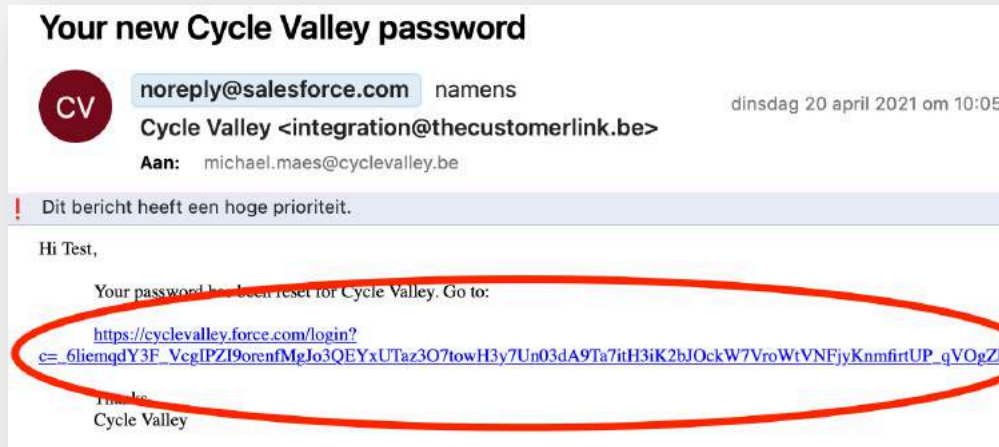 Your new Cycle Valley password
CV
noreply@salesforce.com namens
dinsdag 20 april 2021 om 10:05
Cycle Valley <integration@thecustomerlink.be>
Aan: michael.maes@cyclevalley.be
! Dit bericht heeft een hoge prioriteit.
Hi Test,
Your password has been reset for Cycle Valley. Go to:
https://cyclevalley.force.com/login?
Thanks
Cycle Valley